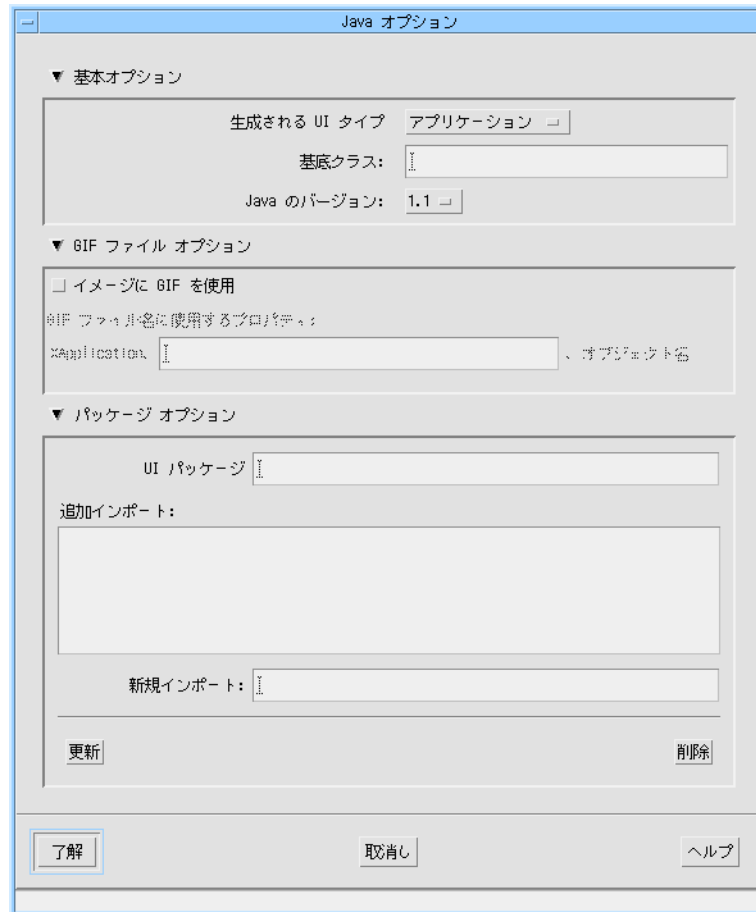 Java オプション
▼ 基本オプション
生成される UI タイプ アプリケーション
基底クラス:
Java のバージョン: 1.1
▼ GIF ファイル オプション
イメージに GIF を使用
GIF ファイル名に使用するプロパティ:
XApplication、 、オブジェクト名
▼ パッケージ オプション
UI パッケージ
追加インポート:
新規インポート:
更新 削除
了解 取消し ヘルプ